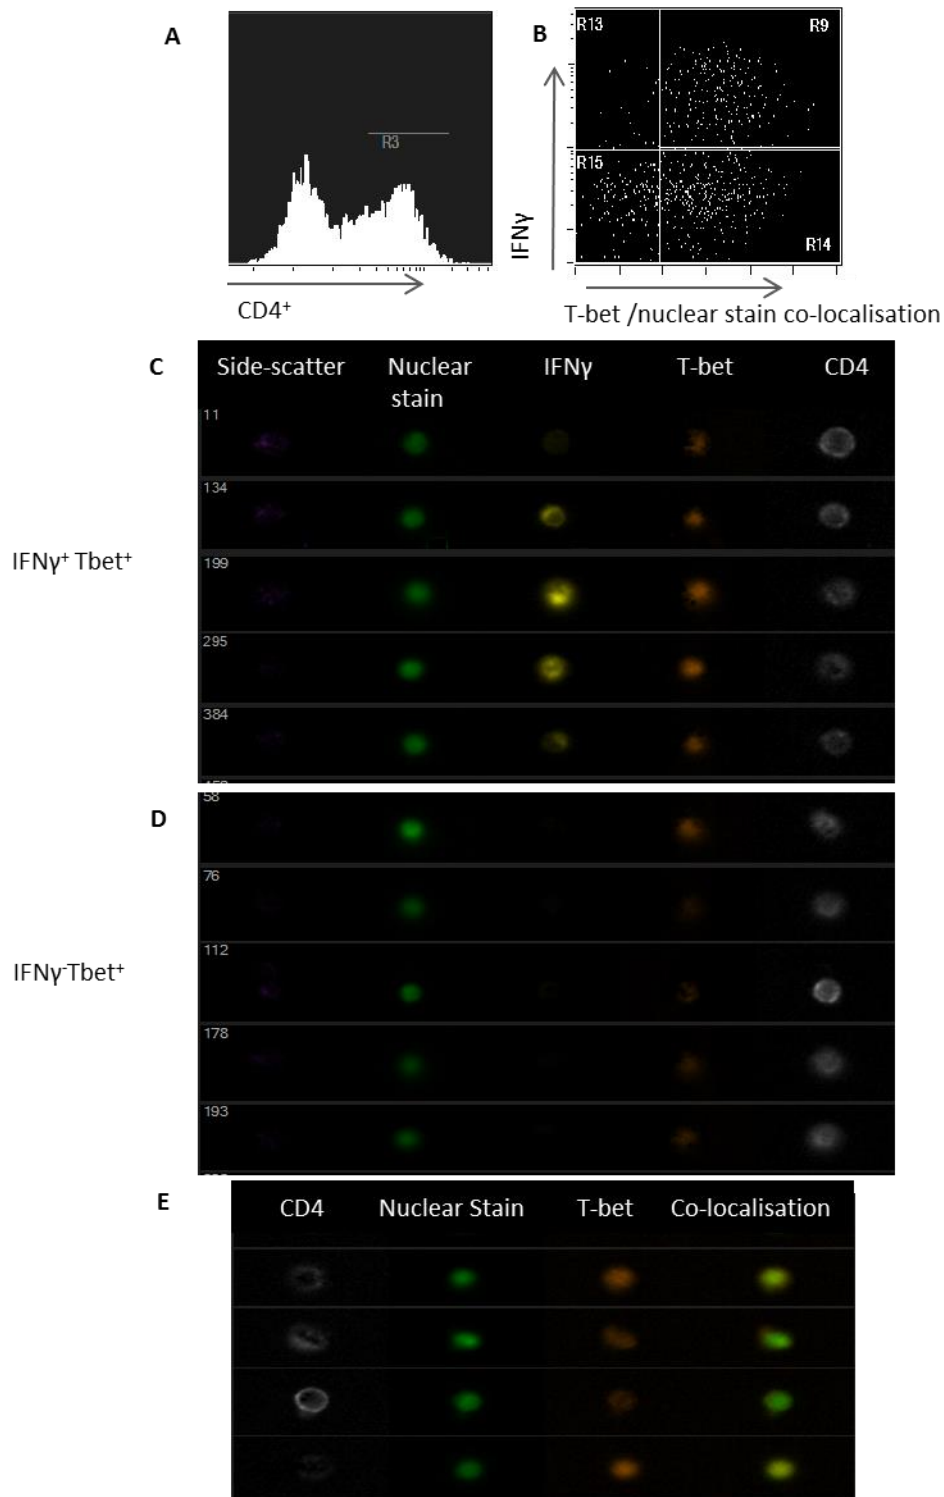 A
R3
CD4⁺
B
R13
R9
R15
R14
IFNγ
T-bet /nuclear stain co-localisation
C
Side-scatter
Nuclear
stain
IFNγ
T-bet
CD4
11
134
IFNγ⁺ Tbet⁺
199
295
384
D
58
76
112
IFNγ⁻Tbet⁺
178
193
E
CD4
Nuclear Stain
T-bet
Co-localisation